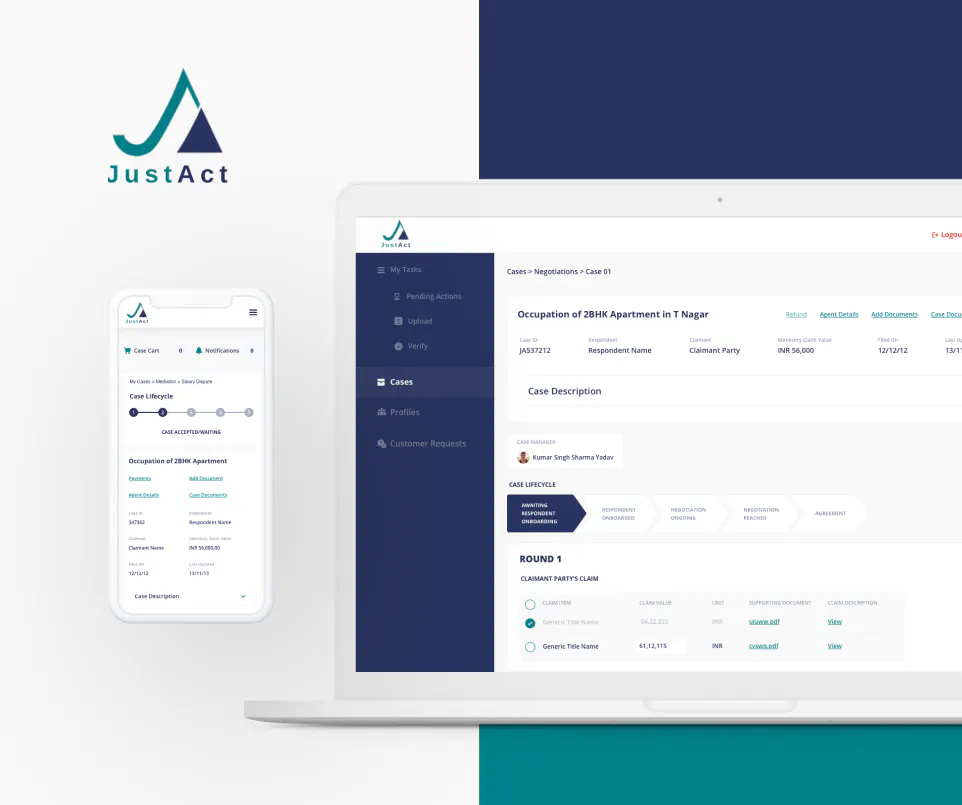 JustAct
JustAct
Logou
My Tasks
Pending Actions
Upload
Verify
Cases
Profiles
Customer Requests
Cases > Negotiations > Case 01
Occupation of 2BHK Apartment in T Nagar
Refund Agent Details Add Documents Case Docu
Case ID Respondent Claimant Monetary Claim Value Filed On Last Up
JA537212 Respondent Name Claimant Party INR 56,000 12/12/12 13/11
Case Description
CASE MANAGER
Kumar Singh Sharma Yadav
CASE LIFECYCLE
AWAITING RESPONDENT ONBOARDING
RESPONDENT ONBOARDED
NEGOTIATION ONGOING
NEGOTIATION REACHED
AGREEMENT
ROUND 1
CLAIMANT PARTY'S CLAIM
CLAIM ITEM CLAIM VALUE UNIT SUPPORTING DOCUMENT CLAIM DESCRIPTION
Generic Title Name 64,22,222 INR uiuww.pdf View
Generic Title Name 61,12,115 INR cvswq.pdf View
JustAct
Case Cart 0 Notifications 0
My Cases > Mediation > Salary Dispute
Case Lifecycle
1 2 3 4 5
CASE ACCEPTED/WAITING
Occupation of 2BHK Apartment
Payments Add Document
Agent Details Case Documents
Case ID Respondent
347362 Respondent Name
Claimant Monetary Claim Value
Claimant Name INR 56,000.00
Filed On Last Updated
12/12/12 13/11/13
Case Description